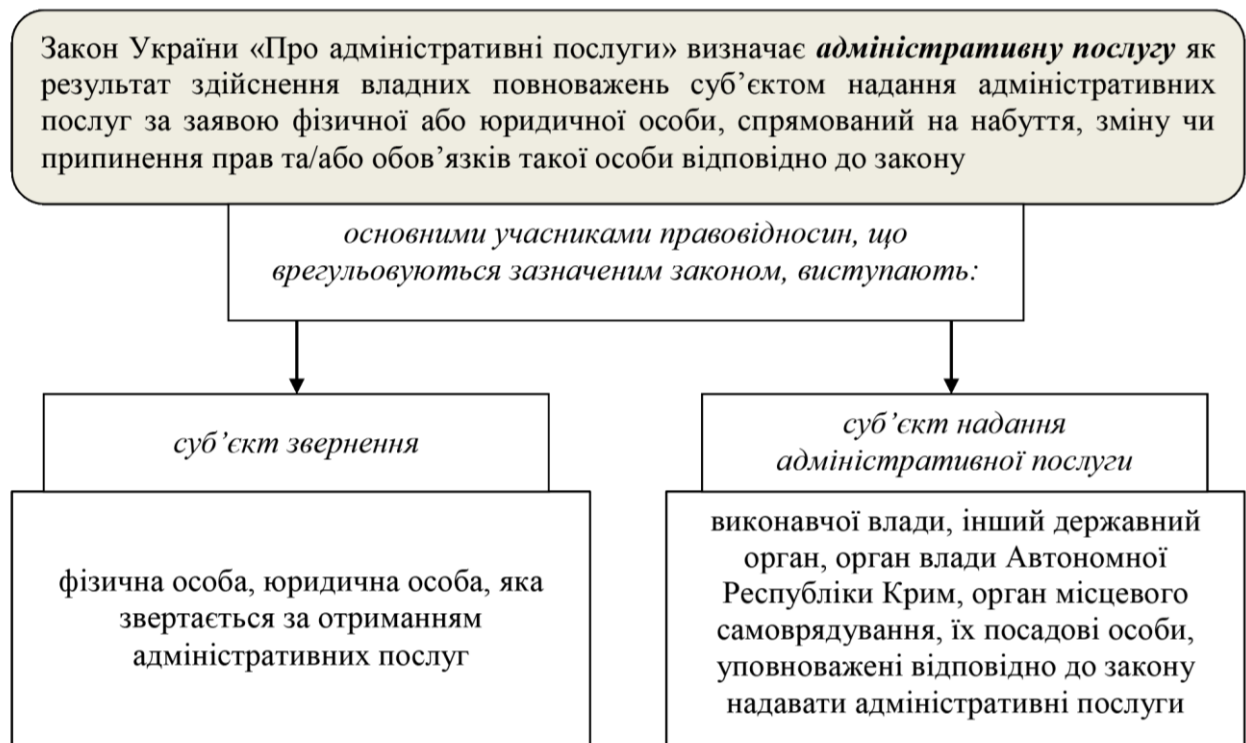 Закон України «Про адміністративні послуги» визначає адміністративну послугу як
результат здійснення владних повноважень суб’єктом надання адміністративних
послуг за заявою фізичної або юридичної особи, спрямований на набуття, зміну чи
припинення прав та/або обов’язків такої особи відповідно до закону
основними учасниками правовідносин, що
врегульовуються зазначеним законом, виступають:
суб’єкт звернення
фізична особа, юридична особа, яка
звертається за отриманням
адміністративних послуг
суб’єкт надання
адміністративної послуги
виконавчої влади, інший державний
орган, орган влади Автономної
Республіки Крим, орган місцевого
самоврядування, їх посадові особи,
уповноважені відповідно до закону
надавати адміністративні послуги